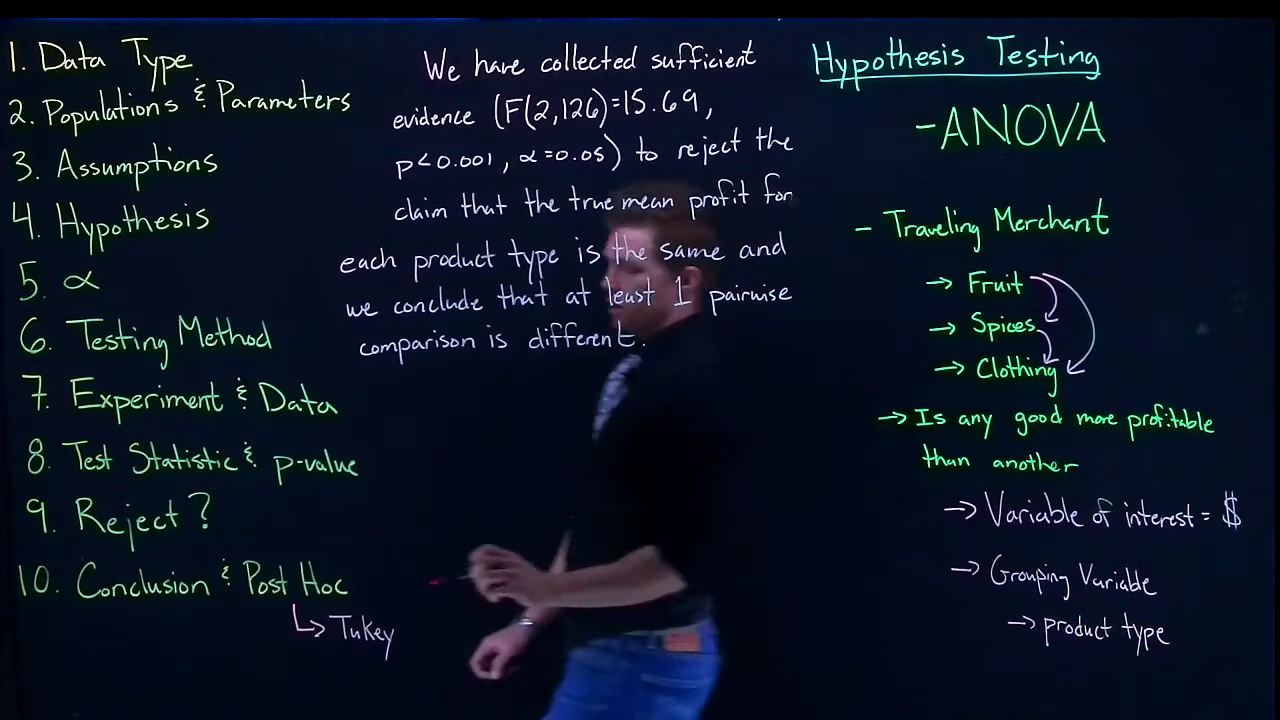 1. Data Type
2. Populations & Parameters
3. Assumptions
4. Hypothesis
5. α
6. Testing Method
7. Experiment & Data
8. Test Statistic & p-value
9. Reject?
10. Conclusion & Post Hoc
↳ Tukey
We have collected sufficient
evidence (F(2,126)=15.69,
p<0.001, α=0.05) to reject the
claim that the true mean profit for
each product type is the same and
we conclude that at least 1 pairwise
comparison is different.
Hypothesis Testing
-ANOVA
- Traveling Merchant
→ Fruit
→ Spices
→ Clothing
→ Is any good more profitable
than another
→ Variable of interest = $
→ Grouping Variable
→ product type